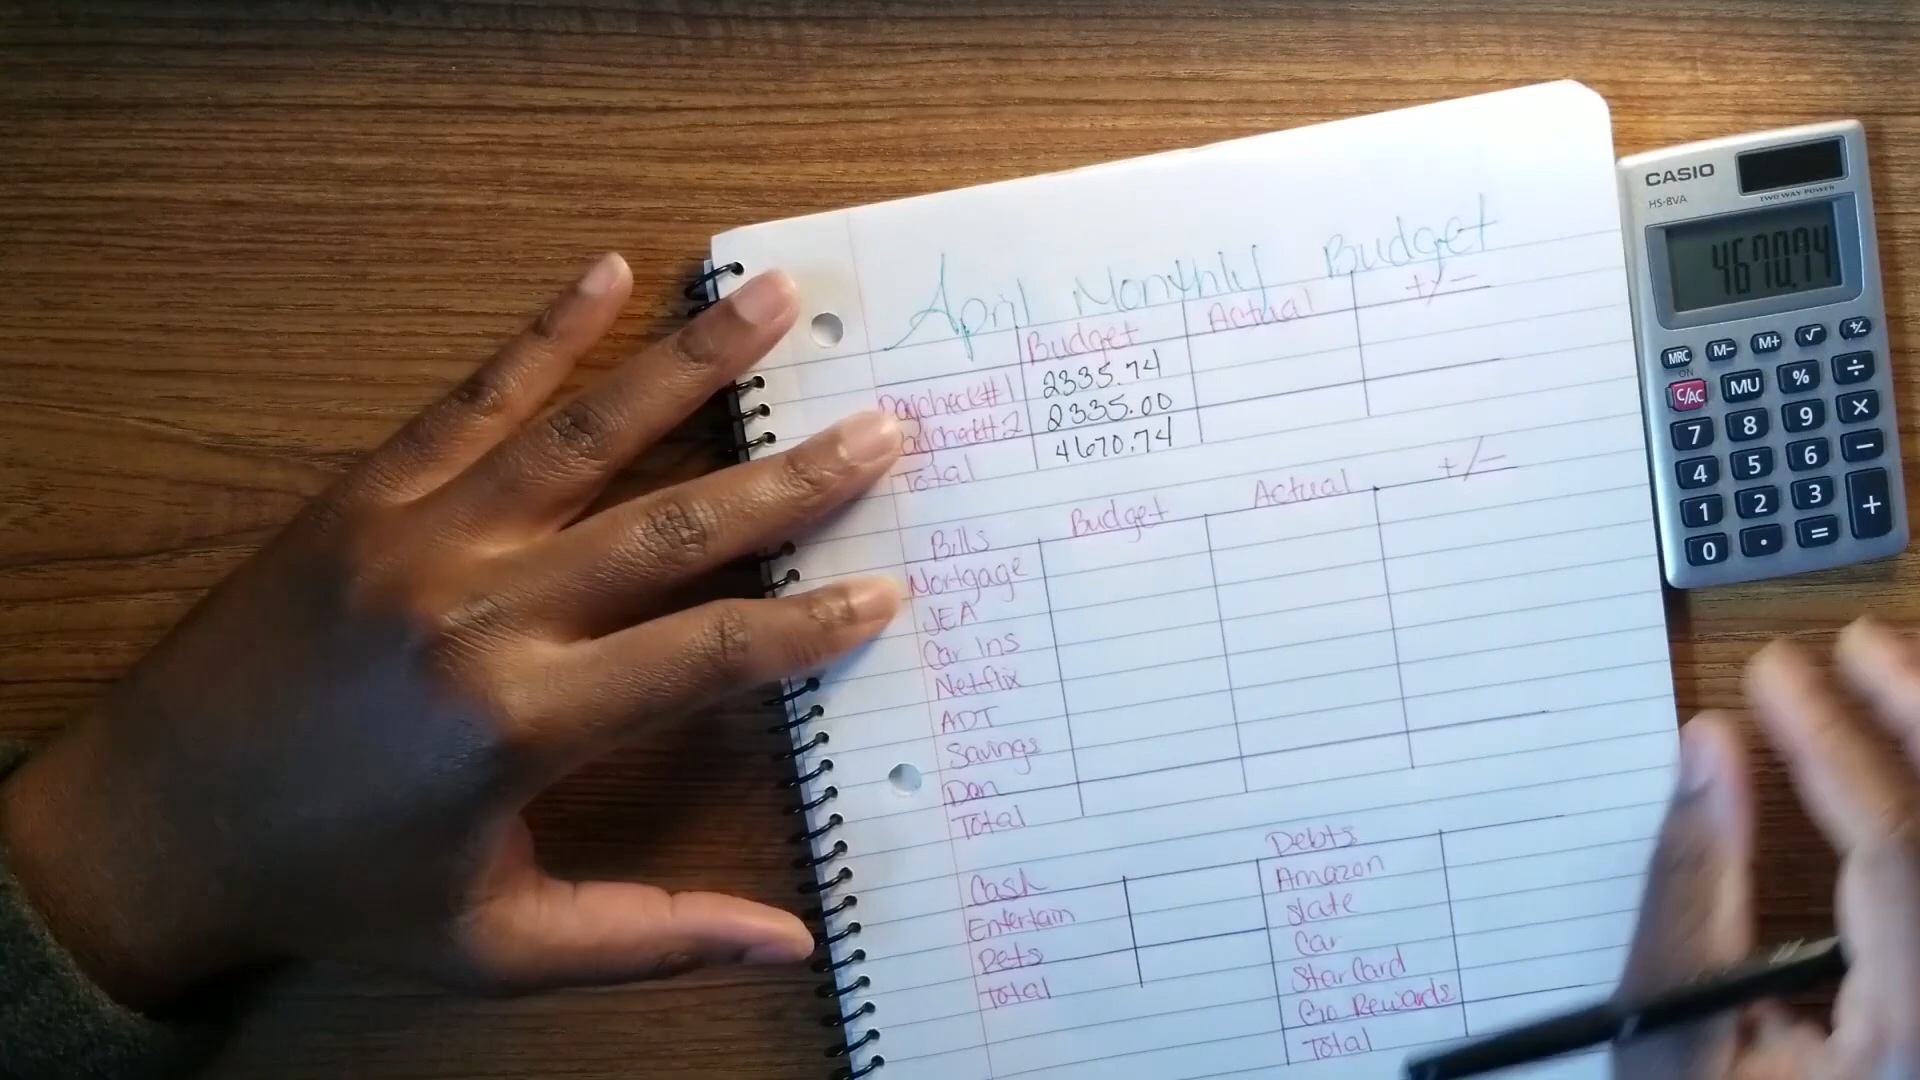 April Monthly Budget
Budget Actual +/-
Paycheck#1 2335.74
Paycheck#2 2335.00
Total 4670.74
Bills Budget Actual +/-
Mortgage
JEA
Car Ins
Netflix
ADT
Savings
Dan
Total
Debts
Cash Amazon
Entertain Slate
Pets Car
Total Star Card
Go Rewards
Total
CASIO
HS-8VA
TWO WAY POWER
4670.74
MRC M- M+ √ +/-
ON
C/AC MU % ÷
7 8 9 ×
4 5 6 −
1 2 3 +
0 · =